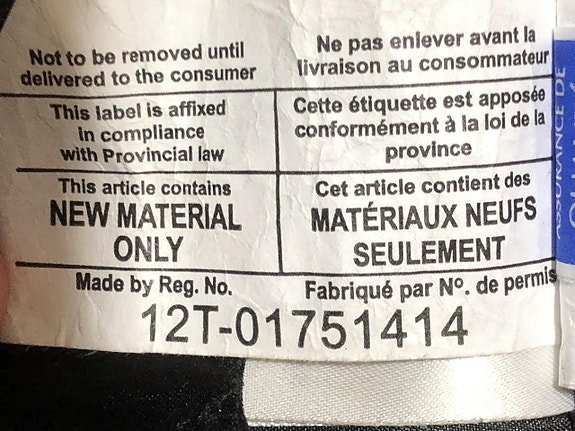 Not to be removed until
delivered to the consumer
Ne pas enlever avant la
livraison au consommateur
This label is affixed
in compliance
with Provincial law
Cette étiquette est apposée
conformément à la loi de la
province
This article contains
NEW MATERIAL
ONLY
Cet article contient des
MATÉRIAUX NEUFS
SEULEMENT
Made by Reg. No.
Fabriqué par Nº. de permis
12T-01751414
ASSURANCE DE